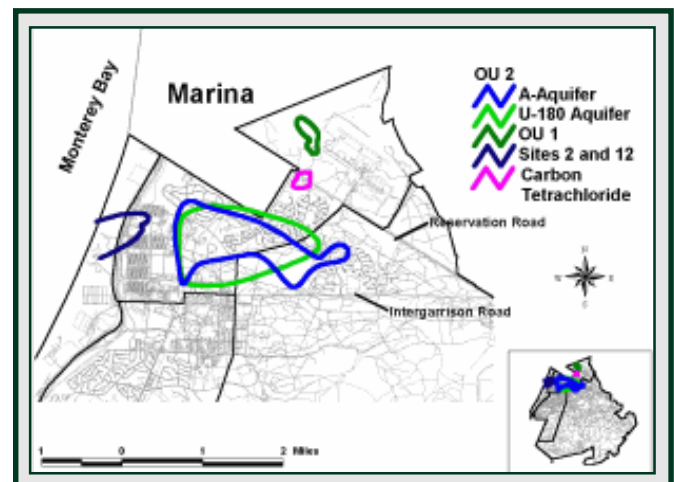 Monterey Bay
Marina
OU 2
A-Aquifer
U-180 Aquifer
OU 1
Sites 2 and 12
Carbon
Tetrachloride
Reservation Road
Intergarrison Road
N
W
E
S
1 0 1 2 Miles